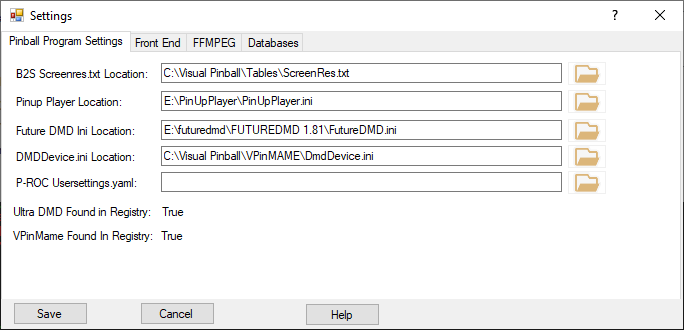 Settings
?
Pinball Program Settings Front End FFMPEG Databases
B2S Screenres.txt Location: C:\Visual Pinball\Tables\ScreenRes.txt
Pinup Player Location: E:\PinUpPlayer\PinUpPlayer.ini
Future DMD Ini Location: E:\futuredmd\FUTUREDMD 1.81\FutureDMD.ini
DMDDevice.ini Location: C:\Visual Pinball\VPinMAME\DmdDevice.ini
P-ROC Usersettings.yaml:
Ultra DMD Found in Registry: True
VPinMame Found In Registry: True
Save Cancel Help